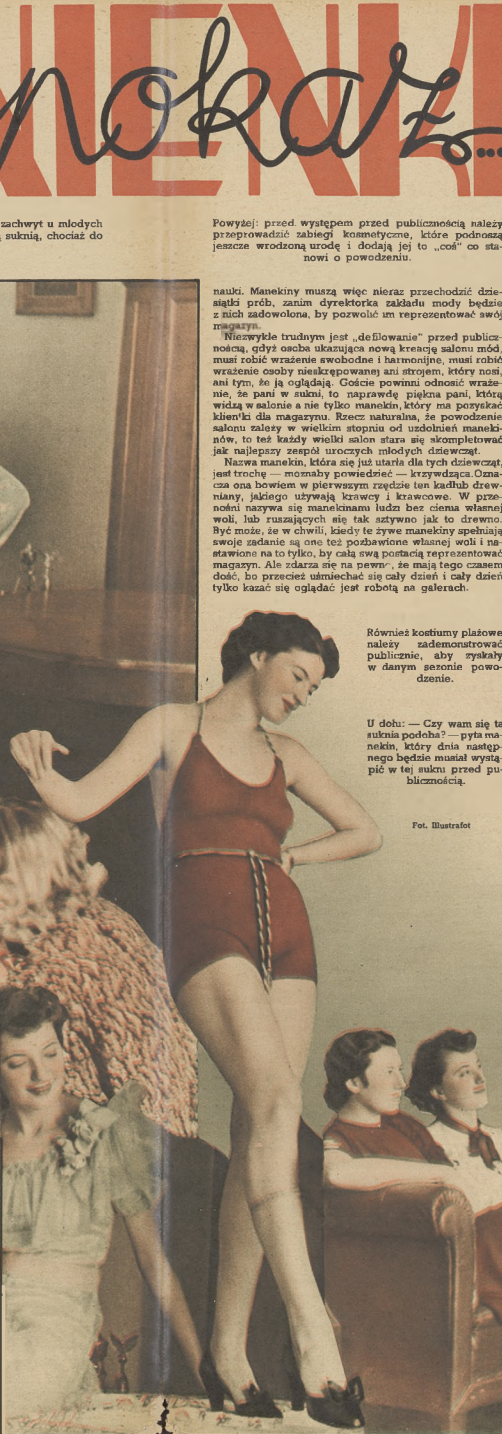 IENK
pokaz...
zachwyt u młodych
suknią, chociaż do
Powyżej: przed występem przed publicznością należy
przeprowadzić zabiegi kosmetyczne, które podnoszą
jeszcze wrodzoną urodę i dodają jej to „coś” co sta-
nowi o powodzeniu.
nauki. Manekiny muszą więc nieraz przechodzić dzie-
siątki prób, zanim dyrektorka zakładu mody będzie
z nich zadowolona, by pozwolić im reprezentować swój
magazyn.
Niezwykle trudnym jest „defilowanie” przed publicz-
nością, gdyż osoba ukazująca nową kreację salonu mód,
musi robić wrażenie swobodne i harmonijne, musi robić
wrażenie osoby nieskrępowanej ani strojem, który nosi,
ani tym, że ją oglądają. Goście powinni odnosić wraże-
nie, że pani w sukni, to naprawdę piękna pani, którą
widzą w salonie a nie tylko manekin, który ma pozyskać
klientki dla magazynu. Rzecz naturalna, że powodzenie
salonu zależy w wielkim stopniu od uzdolnień maneki-
nów, to też każdy wielki salon stara się skompletować
jak najlepszy zespół uroczych młodych dziewcząt.
Nazwa manekin, która się już utarła dla tych dziewcząt,
jest trochę — możnaby powiedzieć — krzywdząca. Ozna-
cza ona bowiem w pierwszym rzędzie ten kadłub drew-
niany, jakiego używają krawcy i krawcowe. W prze-
nośni nazywa się manekinami ludzi bez cienia własnej
woli, lub ruszających się tak sztywno jak to drewno.
Być może, że w chwili, kiedy te żywe manekiny spełniają
swoje zadanie są one też pozbawione własnej woli i na-
stawione na to tylko, by całą swą postacią reprezentować
magazyn. Ale zdarza się na pewno, że mają tego czasem
dość, bo przecież uśmiechać się cały dzień i cały dzień
tylko kazać się oglądać jest robotą na galerach.
Również kostiumy plażowe
należy zademonstrować
publicznie, aby zyskały
w danym sezonie powo-
dzenie.
U dołu: — Czy wam się ta
suknia podoba? — pyta ma-
nekin, który dnia następ-
nego będzie musiał wystą-
pić w tej sukni przed pu-
blicznością.
Fot. Illustrafot